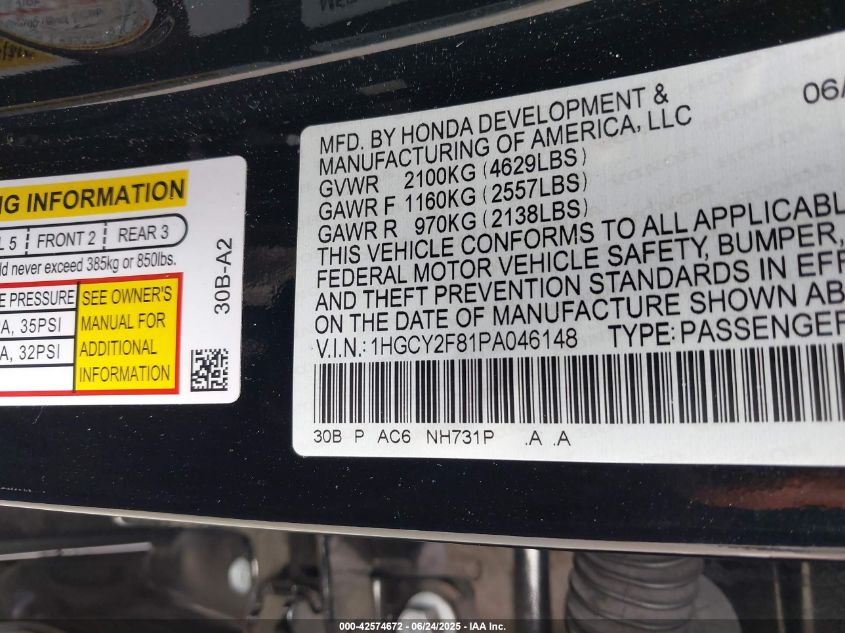 NG INFORMATION
L 5 FRONT 2 REAR 3
ld never exceed 385kg or 850lbs.
E PRESSURE
A, 35PSI
A, 32PSI
SEE OWNER'S
MANUAL FOR
ADDITIONAL
INFORMATION
30B-A2
06/
MFD. BY HONDA DEVELOPMENT &
MANUFACTURING OF AMERICA, LLC
GVWR 2100KG (4629LBS)
GAWR F 1160KG (2557LBS)
GAWR R 970KG (2138LBS)
THIS VEHICLE CONFORMS TO ALL APPLICABL
FEDERAL MOTOR VEHICLE SAFETY, BUMPER,
AND THEFT PREVENTION STANDARDS IN EFF
ON THE DATE OF MANUFACTURE SHOWN AB
V.I.N.: 1HGCY2F81PA046148 TYPE: PASSENGER
30B P AC6 NH731P .A .A
000-42574672 - 06/24/2025 - IAA Inc.